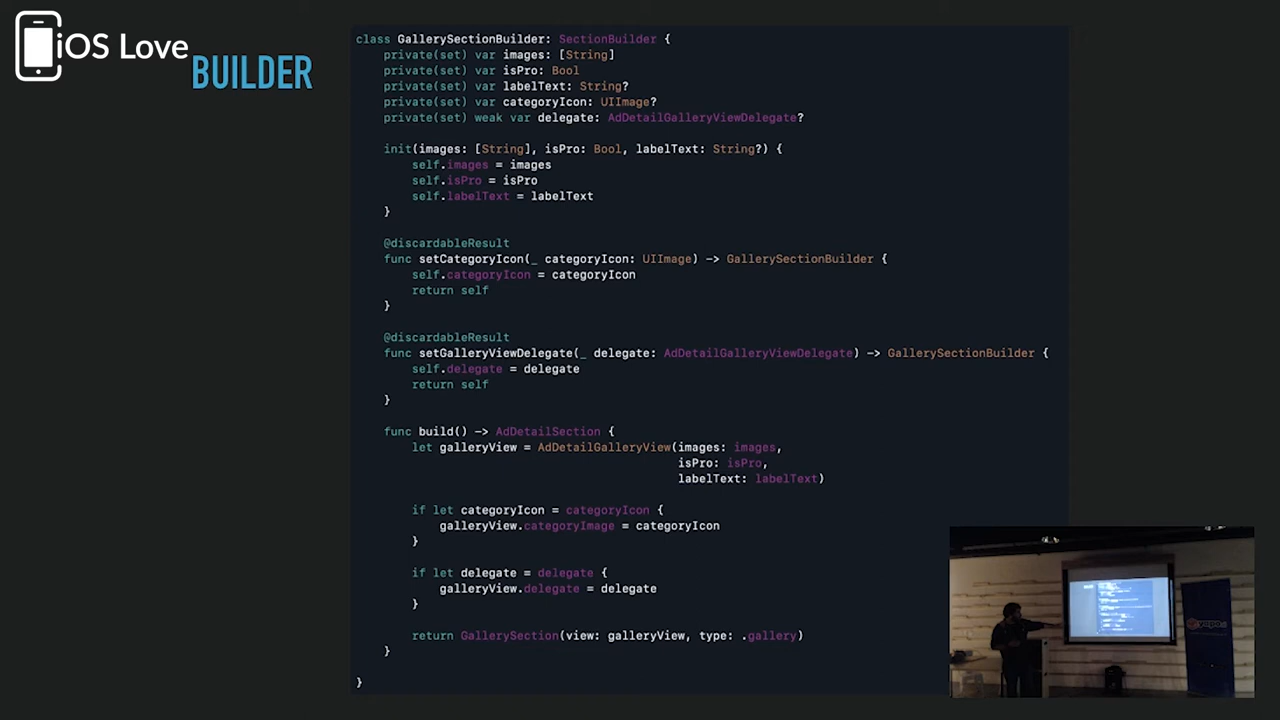 iOS Love
BUILDER
class GallerySectionBuilder: SectionBuilder {
private(set) var images: [String]
private(set) var isPro: Bool
private(set) var labelText: String?
private(set) var categoryIcon: UIImage?
private(set) weak var delegate: AdDetailGalleryViewDelegate?
init(images: [String], isPro: Bool, labelText: String?) {
self.images = images
self.isPro = isPro
self.labelText = labelText
}
@discardableResult
func setCategoryIcon(_ categoryIcon: UIImage) -> GallerySectionBuilder {
self.categoryIcon = categoryIcon
return self
}
@discardableResult
func setGalleryViewDelegate(_ delegate: AdDetailGalleryViewDelegate) -> GallerySectionBuilder {
self.delegate = delegate
return self
}
func build() -> AdDetailSection {
let galleryView = AdDetailGalleryView(images: images,
isPro: isPro,
labelText: labelText)
if let categoryIcon = categoryIcon {
galleryView.categoryImage = categoryIcon
}
if let delegate = delegate {
galleryView.delegate = delegate
}
return GallerySection(view: galleryView, type: .gallery)
}
}